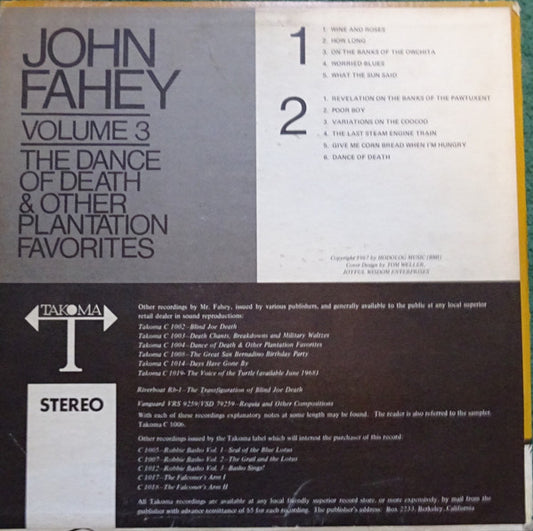 JOHN
FAHEY
VOLUME 3
THE DANCE
OF DEATH
& OTHER
PLANTATION
FAVORITES
1
1. WINE AND ROSES
2. HOW LONG
3. ON THE BANKS OF THE OWCHITA
4. WORRIED BLUES
5. WHAT THE SUN SAID
2
1. REVELATION ON THE BANKS OF THE PAWTUXENT
2. POOR BOY
3. VARIATIONS ON THE COOCOO
4. THE LAST STEAM ENGINE TRAIN
5. GIVE ME CORN BREAD WHEN I'M HUNGRY
6. DANCE OF DEATH
Copyright 1967 by HODOLOG MUSIC (BMI)
Cover Design by TOM WELLER,
JOYFUL WISDOM ENTERPRISES
TAKOMA
STEREO
Other recordings by Mr. Fahey, issued by various publishers, and generally available to the public at any local superior
retail dealer in sound reproductions:
Takoma C 1002–Blind Joe Death
Takoma C 1003–Death Chants, Breakdowns and Military Waltzes
Takoma C 1004–Dance of Death & Other Plantation Favorites
Takoma C 1008–The Great San Bernadino Birthday Party
Takoma C 1014–Days Have Gone By
Takoma C 1019–The Voice of the Turtle (available June 1968)
Riverboat Rb-1–The Transfiguration of Blind Joe Death
Vanguard VRS 9259/VSD 79259–Requia and Other Compositions
With each of these recordings explanatory notes at some length may be found. The reader is also referred to the sampler,
Takoma C 1006.
Other recordings issued by the Takoma label which will interest the purchaser of this record:
C 1005–Robbie Basho Vol. 1–Seal of the Blue Lotus
C 1007–Robbie Basho Vol. 2–The Grail and the Lotus
C 1012–Robbie Basho Vol. 3–Basho Sings!
C 1017–The Falconer's Arm I
C 1018–The Falconer's Arm II
All Takoma recordings are available at any local friendly superior record store, or more expensively, by mail from the
publisher with advance remittance of $5 for each recording. The publisher's address: Box 2233, Berkeley, California